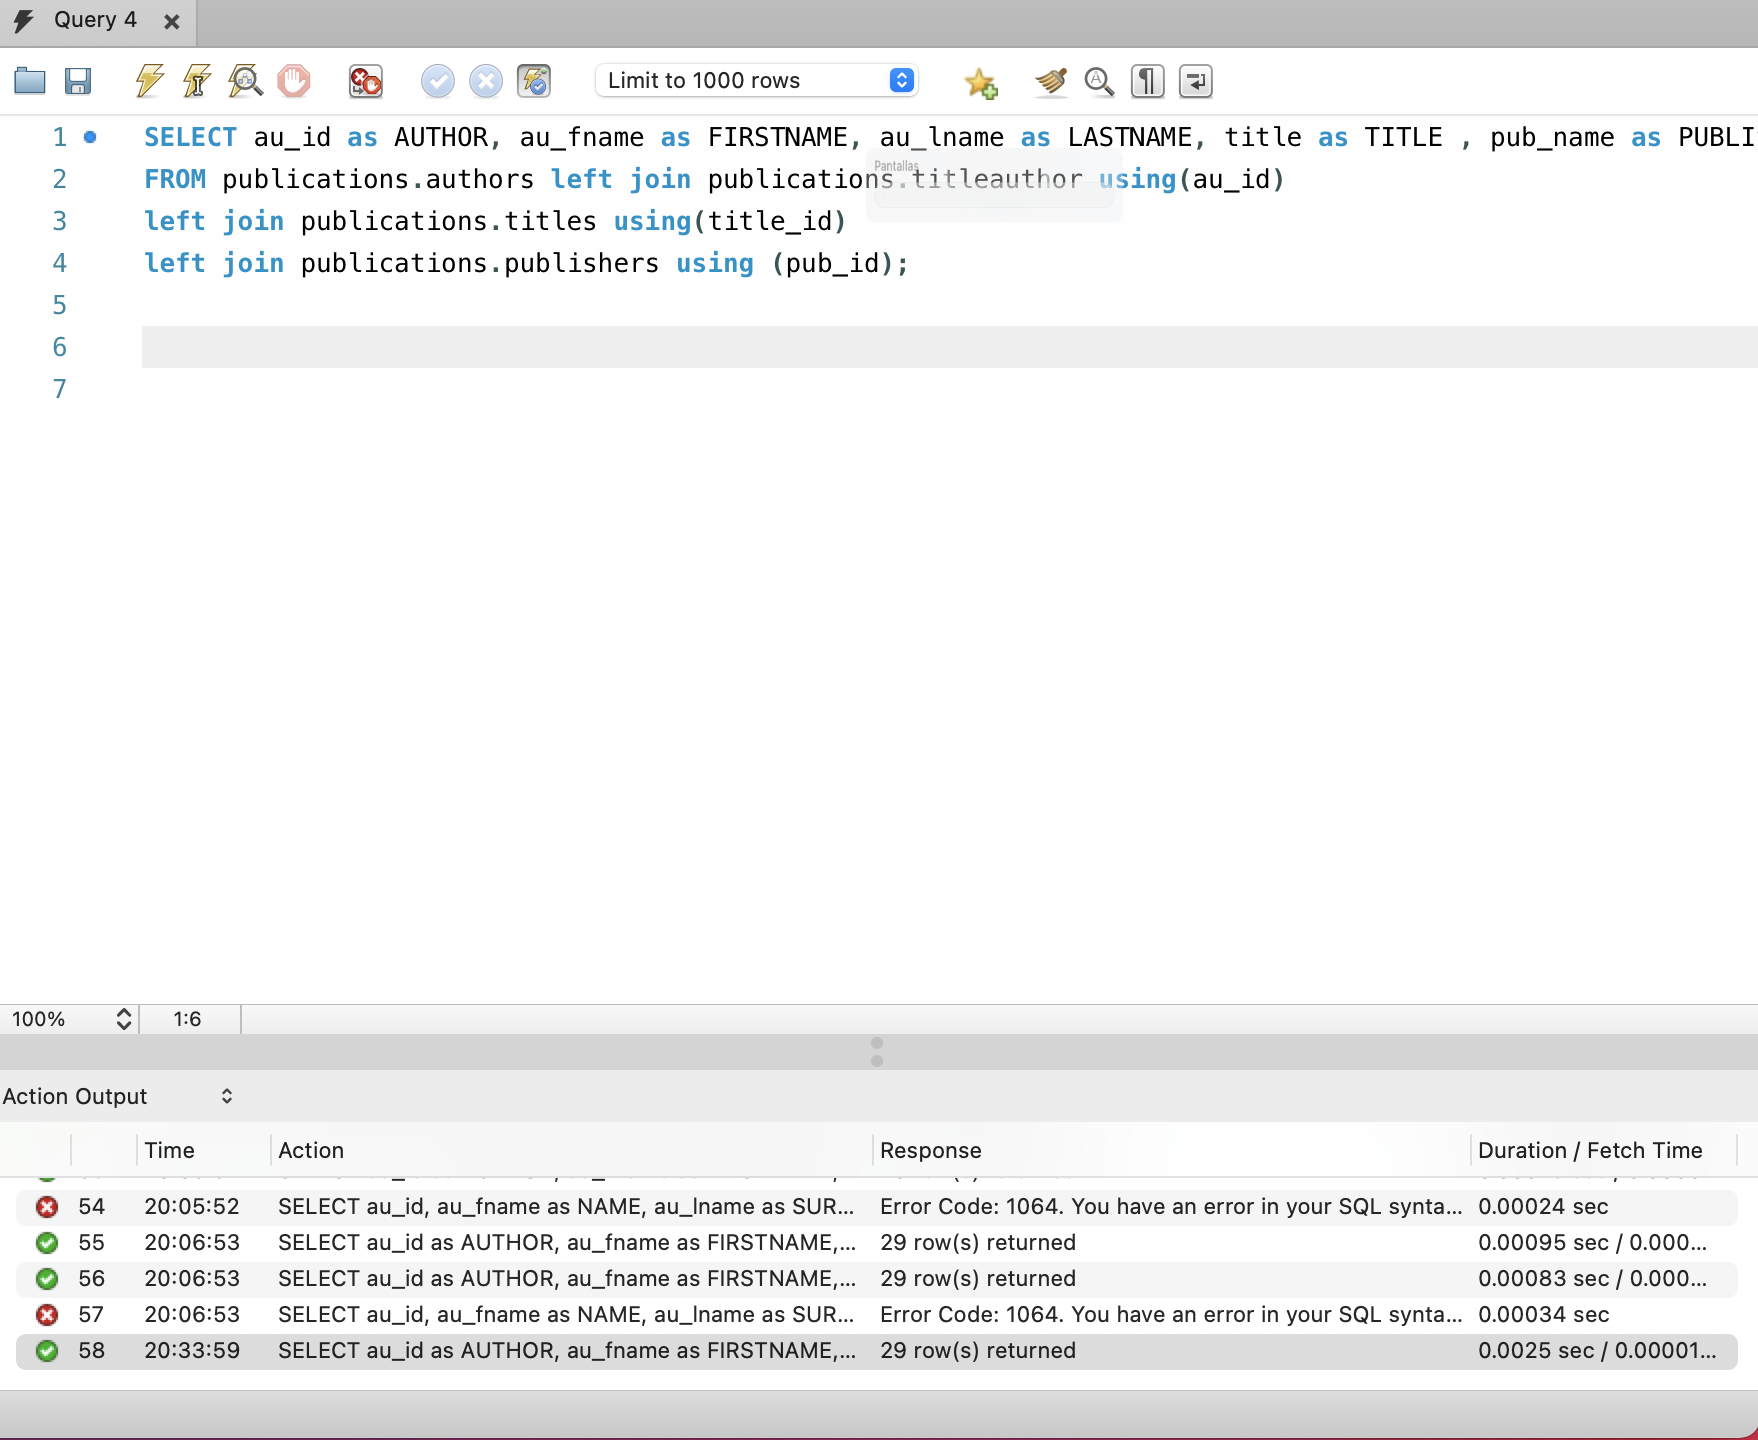 Query 4
Limit to 1000 rows
1 SELECT au_id as AUTHOR, au_fname as FIRSTNAME, au_lname as LASTNAME, title as TITLE , pub_name as PUBLI
Pantallas
2 FROM publications.authors left join publications.titleauthor using(au_id)
3 left join publications.titles using(title_id)
4 left join publications.publishers using (pub_id);
5
6
7
100% 1:6
Action Output
Time Action Response Duration / Fetch Time
54 20:05:52 SELECT au_id, au_fname as NAME, au_lname as SUR... Error Code: 1064. You have an error in your SQL synta... 0.00024 sec
55 20:06:53 SELECT au_id as AUTHOR, au_fname as FIRSTNAME,... 29 row(s) returned 0.00095 sec / 0.000...
56 20:06:53 SELECT au_id as AUTHOR, au_fname as FIRSTNAME,... 29 row(s) returned 0.00083 sec / 0.000...
57 20:06:53 SELECT au_id, au_fname as NAME, au_lname as SUR... Error Code: 1064. You have an error in your SQL synta... 0.00034 sec
58 20:33:59 SELECT au_id as AUTHOR, au_fname as FIRSTNAME,... 29 row(s) returned 0.0025 sec / 0.00001...